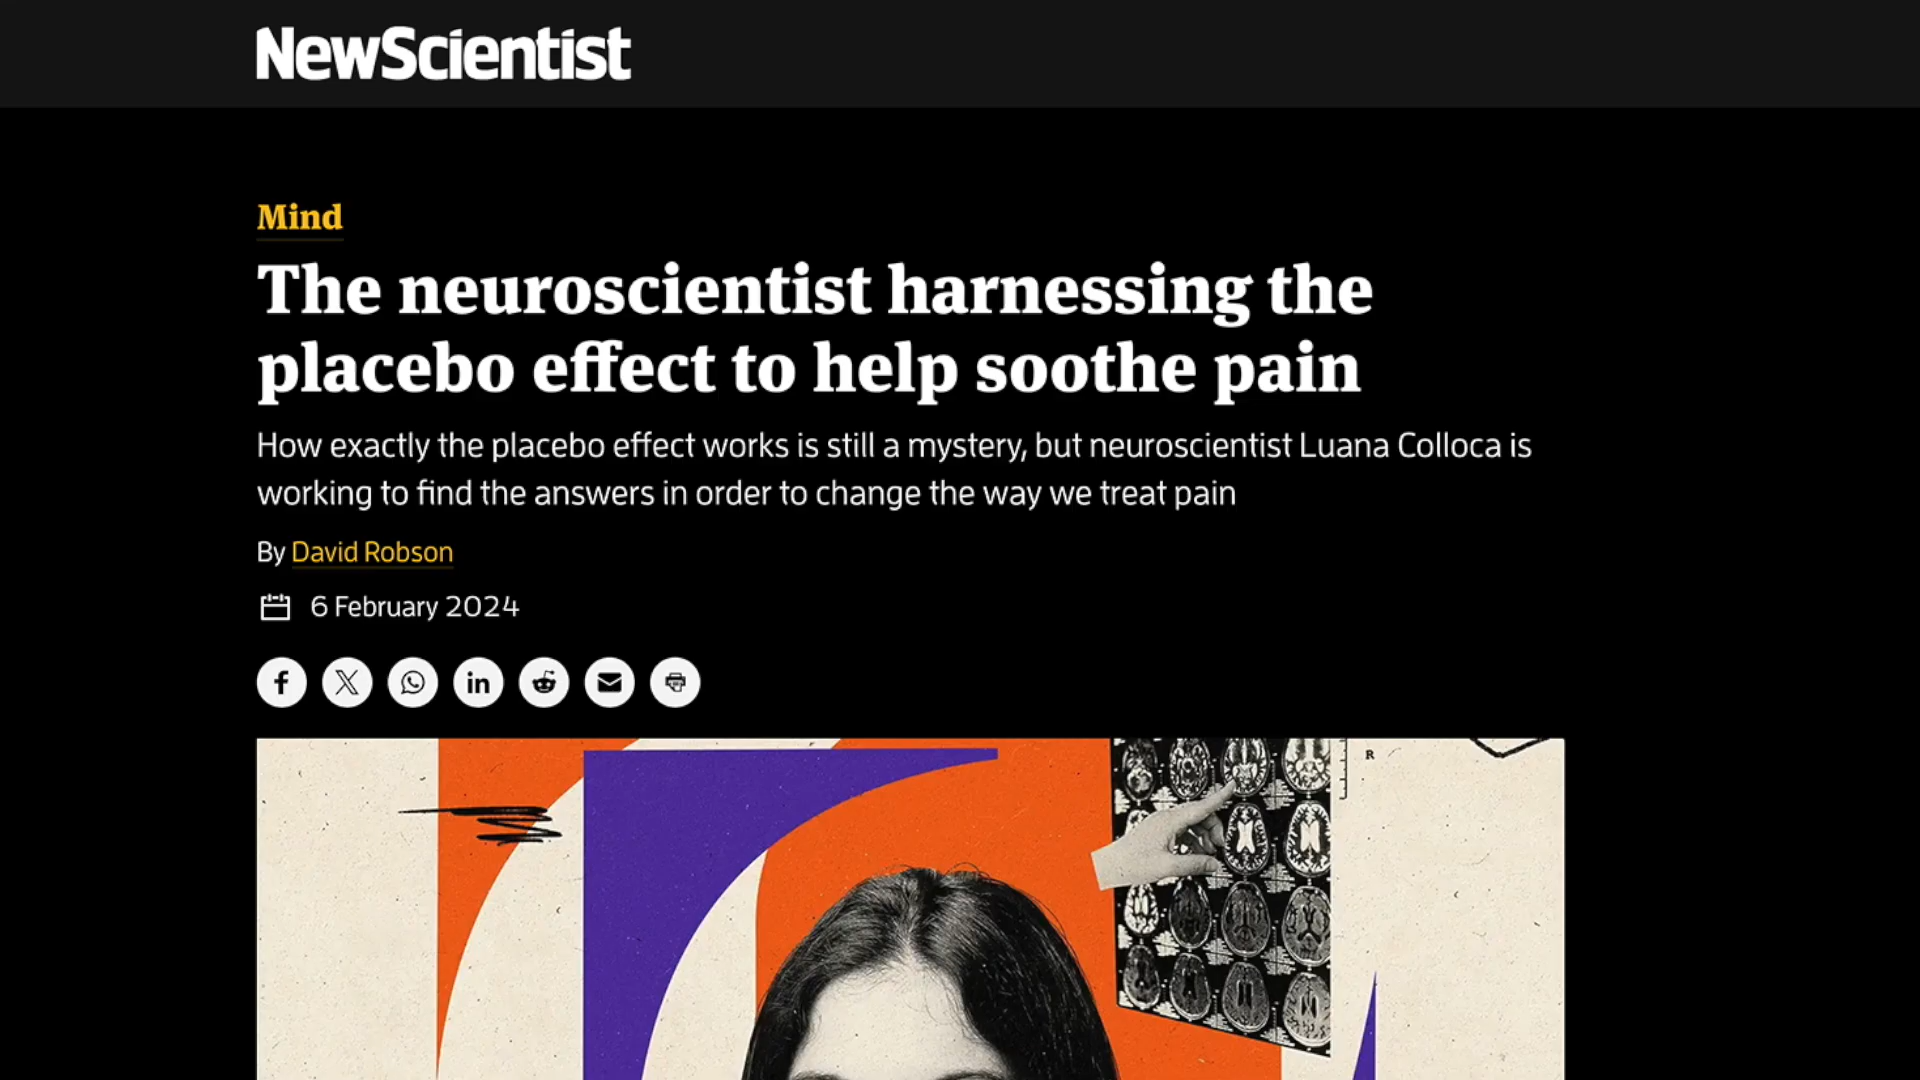 NewScientist
Mind
The neuroscientist harnessing the
placebo effect to help soothe pain
How exactly the placebo effect works is still a mystery, but neuroscientist Luana Colloca is
working to find the answers in order to change the way we treat pain
By David Robson
6 February 2024
R